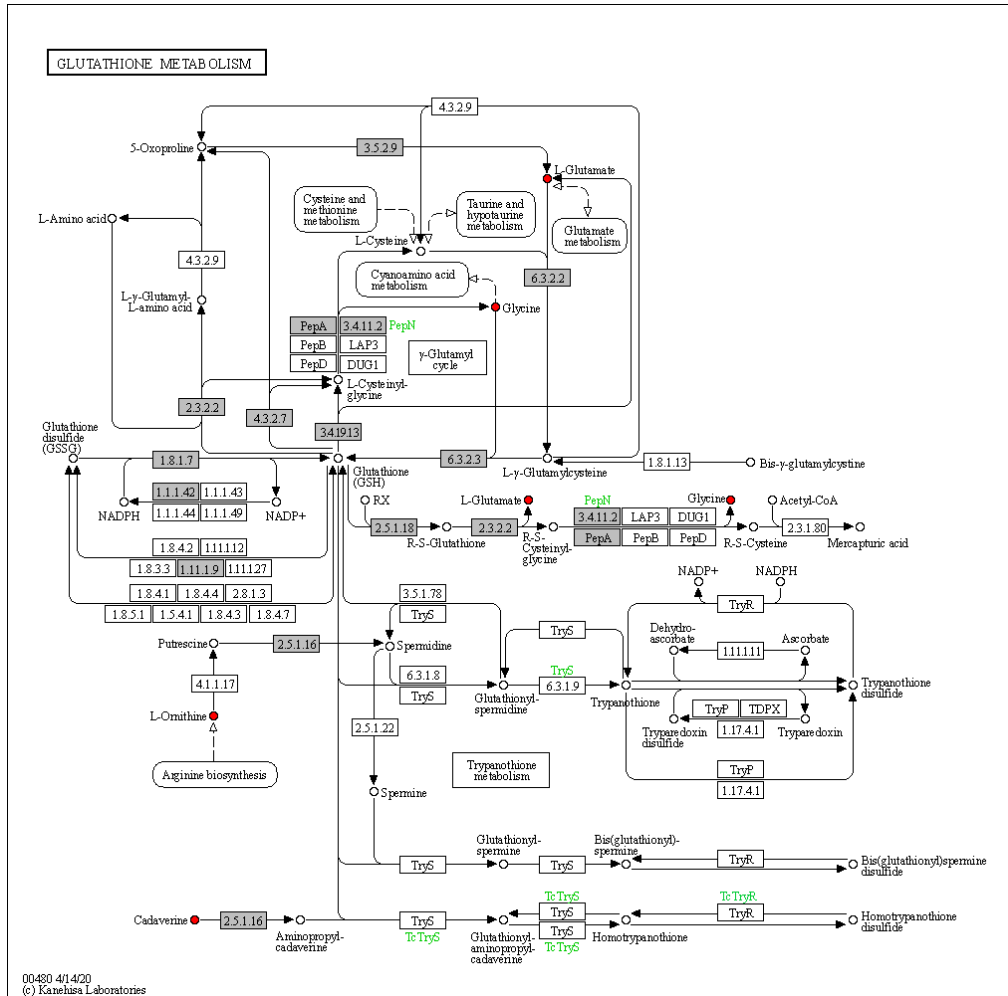 GLUTATHIONE METABOLISM
4.3.2.9
5-Oxoproline
3.5.2.9
L-Glutamate
Cysteine and
methionine
metabolism
Taurine and
hypotaurine
metabolism
Glutamate
metabolism
L-Amino acid
L-Cysteine
4.3.2.9
Cyanoamino acid
metabolism
6.3.2.2
L-γ-Glutamyl-
L-amino acid
Glycine
PepA 3.4.11.2 PepN
PepB LAP3
PepD DUG1
γ-Glutamyl
cycle
L-Cysteinyl-
glycine
2.3.2.2
4.3.2.7
3.4.19.13
Glutathione
disulfide
(GSSG)
1.8.1.7
Glutathione
(GSH)
6.3.2.3
L-γ-Glutamylcysteine
1.8.1.13
Bis-γ-glutamylcystine
1.1.1.42 1.1.1.43
1.1.1.44 1.1.1.49
NADPH
NADP+
RX
2.5.1.18
R-S-Glutathione
L-Glutamate
2.3.2.2
R-S-
Cysteinyl-
glycine
PepN
3.4.11.2 LAP3 DUG1
PepA PepB PepD
Glycine
R-S-Cysteine
Acetyl-CoA
2.3.1.80
Mercapturic acid
1.8.4.2 1.11.1.12
1.8.3.3 1.11.1.9 1.11.1.27
1.8.4.1 1.8.4.4 2.8.1.3
1.8.5.1 1.5.4.1 1.8.4.3 1.8.4.7
NADP+
NADPH
TryR
3.5.1.78
TryS
Putrescine
2.5.1.16
Spermidine
TryS
Dehydro-
ascorbate
Ascorbate
1.11.1.11
4.1.1.17
6.3.1.8
TryS
Glutathionyl-
spermidine
TryS
6.3.1.9
Trypanothione
Trypanothione
disulfide
L-Ornithine
2.5.1.22
TryP TDPX
1.17.4.1
Tryparedoxin
disulfide
Tryparedoxin
Arginine biosynthesis
Trypanothione
metabolism
TryP
1.17.4.1
Spermine
TryS
Glutathionyl-
spermine
TryS
Bis(glutathionyl)-
spermine
TryR
Bis(glutathionyl)spermine
disulfide
Cadaverine
2.5.1.16
Aminopropyl-
cadaverine
TryS
TcTryS
Glutathionyl-
aminopropyl-
cadaverine
TcTryS
TryS
TryS
TcTryS
Homotrypanothione
TcTryR
TryR
Homotrypanothione
disulfide
00480 4/14/20
(c) Kanehisa Laboratories